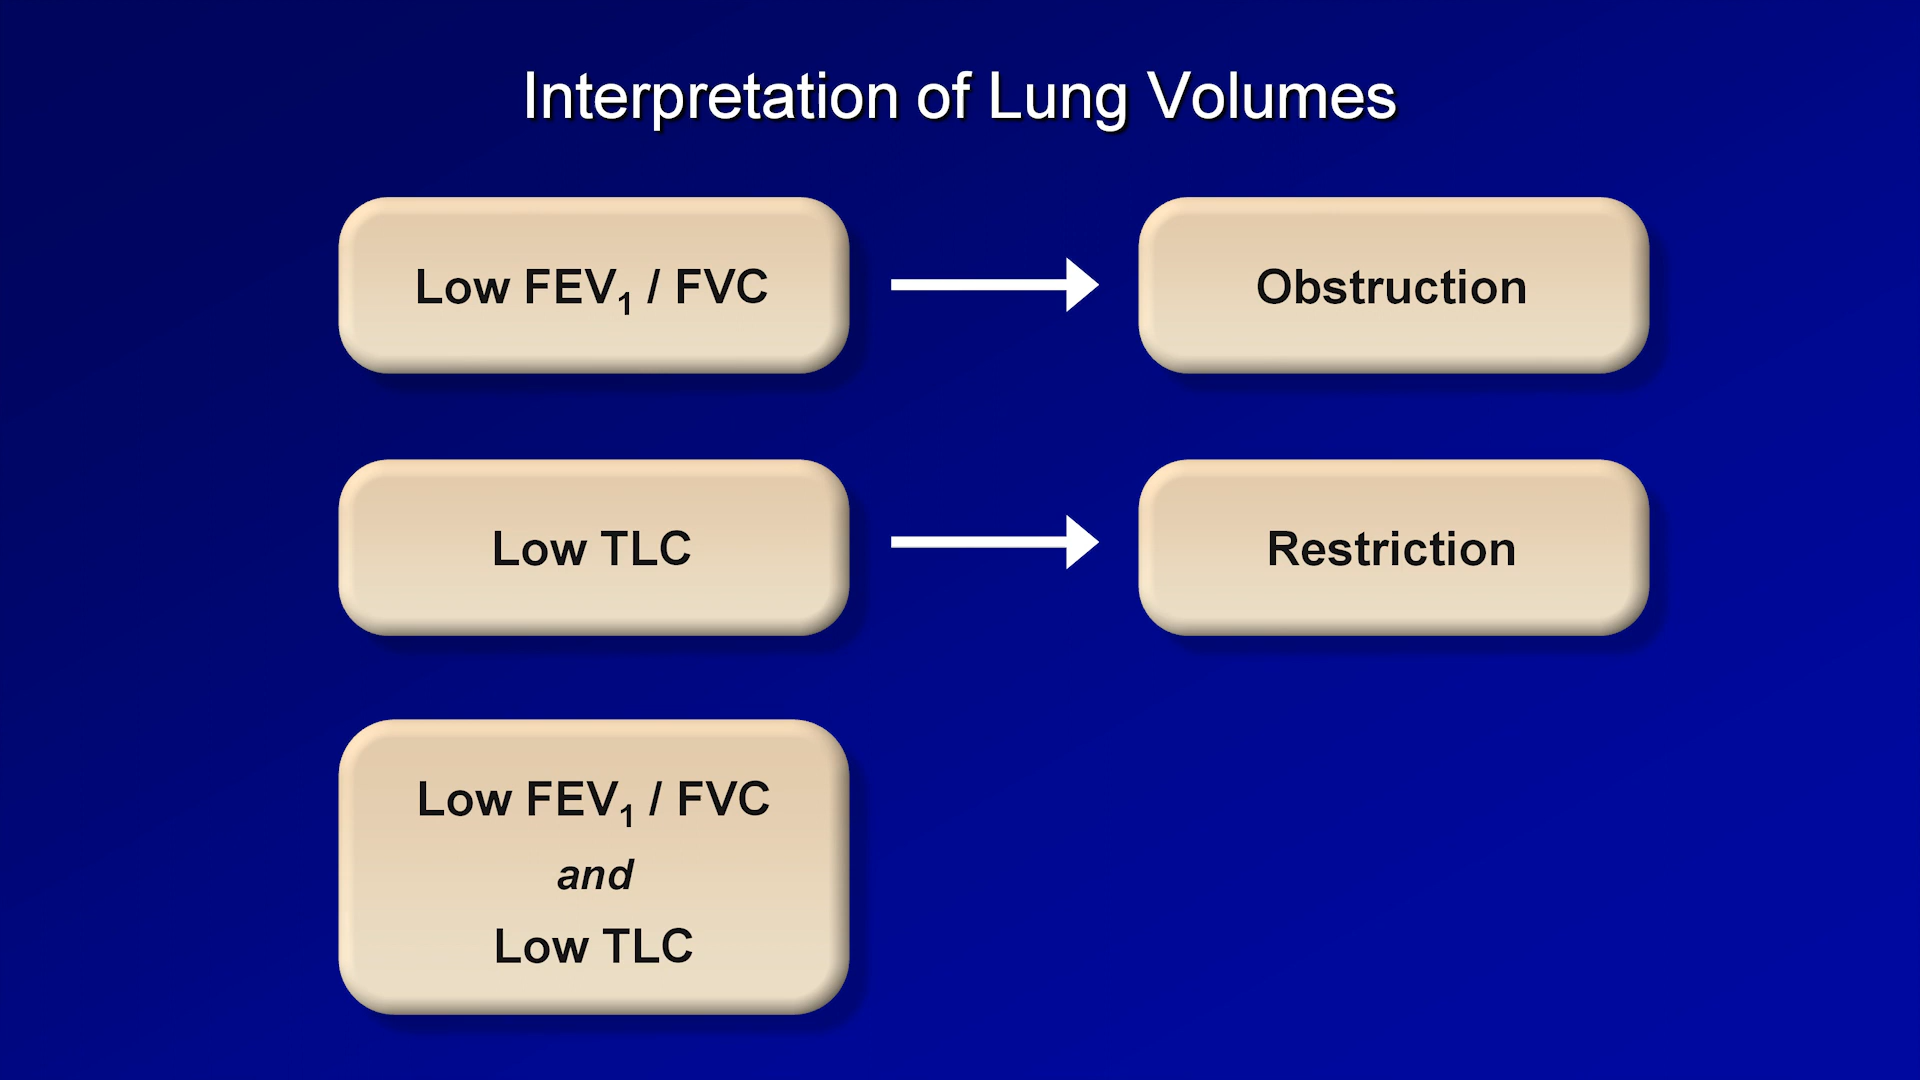 Interpretation of Lung Volumes
Low FEV₁ / FVC
Obstruction
Low TLC
Restriction
Low FEV₁ / FVC
and
Low TLC